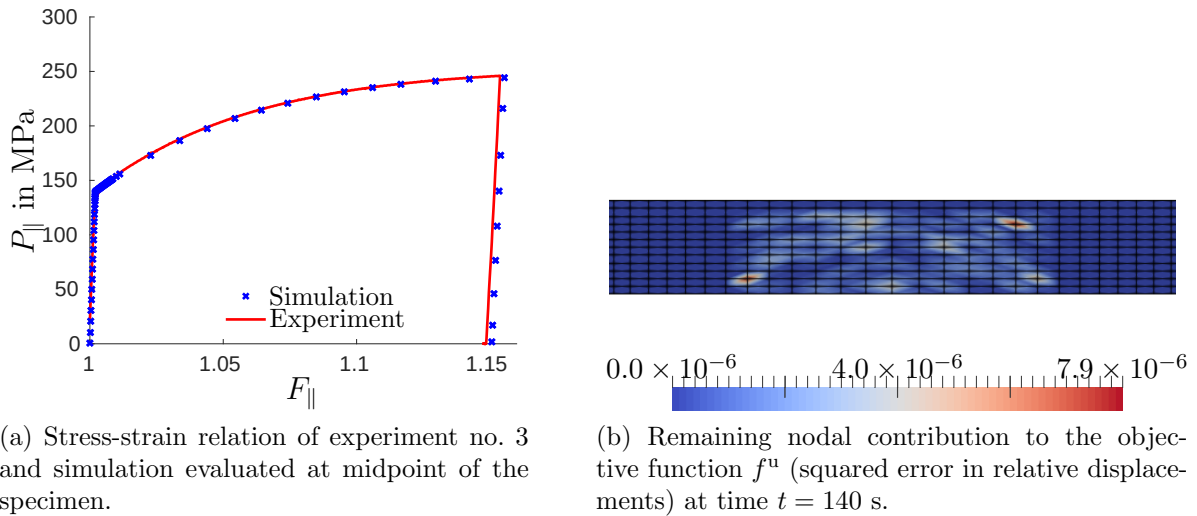 300
250
200
150
100
50
0
P∥ in MPa
Simulation
Experiment
1
1.05
1.1
1.15
F∥
(a) Stress-strain relation of experiment no. 3
and simulation evaluated at midpoint of the
specimen.
0.0 × 10⁻⁶ 4.0 × 10⁻⁶ 7.9 × 10⁻⁶
(b) Remaining nodal contribution to the objec-
tive function fᵘ (squared error in relative displace-
ments) at time t = 140 s.